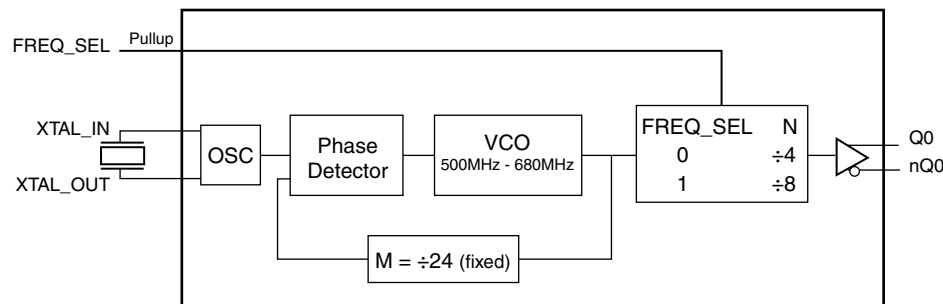 FREQ_SEL Pullup
XTAL_IN
XTAL_OUT
OSC
Phase
Detector
VCO
500MHz - 680MHz
FREQ_SEL N
0 ÷4
1 ÷8
Q0
nQ0
M = ÷24 (fixed)